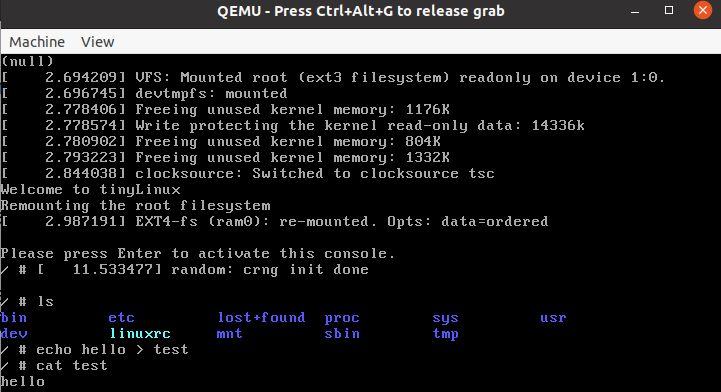 QEMU - Press Ctrl+Alt+G to release grab
Machine View
(null)
[    2.694209] VFS: Mounted root (ext3 filesystem) readonly on device 1:0.
[    2.696745] devtmpfs: mounted
[    2.778406] Freeing unused kernel memory: 1176K
[    2.778574] Write protecting the kernel read-only data: 14336k
[    2.780902] Freeing unused kernel memory: 804K
[    2.793223] Freeing unused kernel memory: 1332K
[    2.844038] clocksource: Switched to clocksource tsc
Welcome to tinyLinux
Remounting the root filesystem
[    2.987191] EXT4-fs (ram0): re-mounted. Opts: data=ordered
Please press Enter to activate this console.
/ # [   11.533477] random: crng init done
/ # ls
bin etc lost+found proc sys usr
dev linuxrc mnt sbin tmp
/ # echo hello > test
/ # cat test
hello